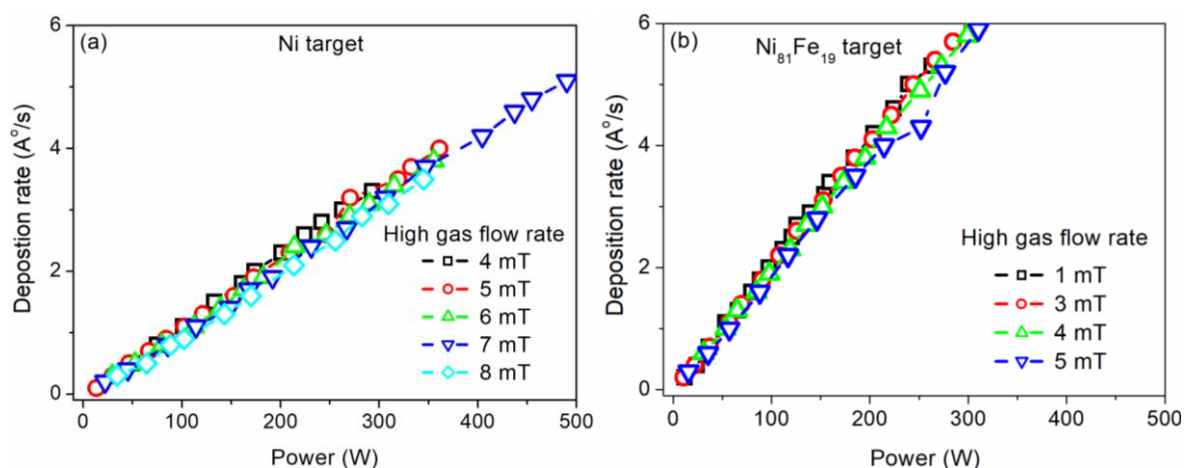 (a)
Ni target
6
4
2
0
Depostion rate (A°/s)
High gas flow rate
4 mT
5 mT
6 mT
7 mT
8 mT
0 100 200 300 400 500
Power (W)
(b)
Ni81Fe19 target
6
4
2
0
Deposition rate (A°/s)
High gas flow rate
1 mT
3 mT
4 mT
5 mT
0 100 200 300 400 500
Power (W)